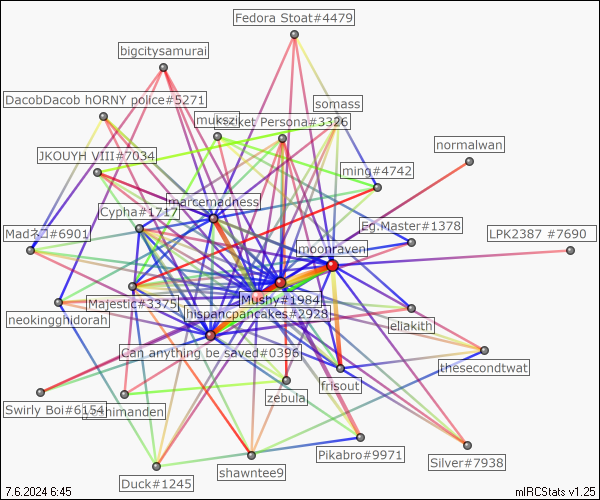 Fedora Stoat#4479
bigcitysamurai
DacobDacob hORNY police#5271
somass
mukszi
ket Persona#3326
normalwan
JKOUYH VIII#7034
ming#4742
marcemadness
Cypha#1717
Eg.Master#1378
Madネコ#6901
LPK2387 #7690
moonraven
Majestic#3375
Mushy#1984
hispancpancakes#2928
neokingghidorah
eliakith
Can anything be saved#0396
thesecondtwat
frisout
zebula
Swirly Boi#6154
himanden
Pikabro#9971
Silver#7938
shawntee9
Duck#1245
7.6.2024 6:45
mIRCStats v1.25